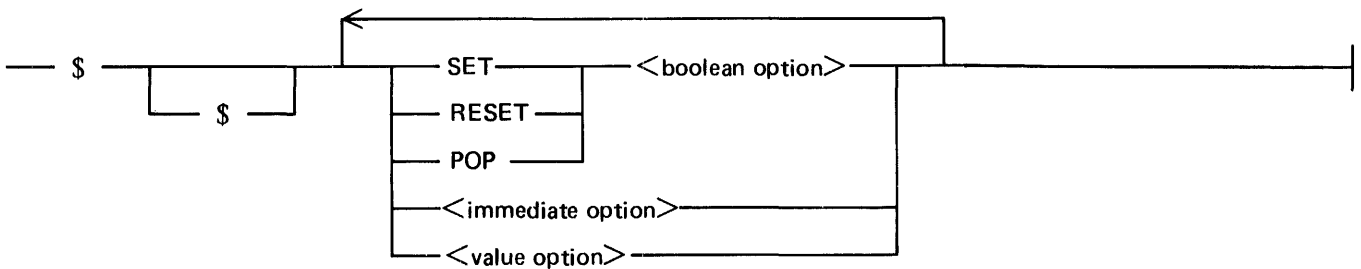 $ SET <boolean option>
$ RESET
POP
<immediate option>
<value option>